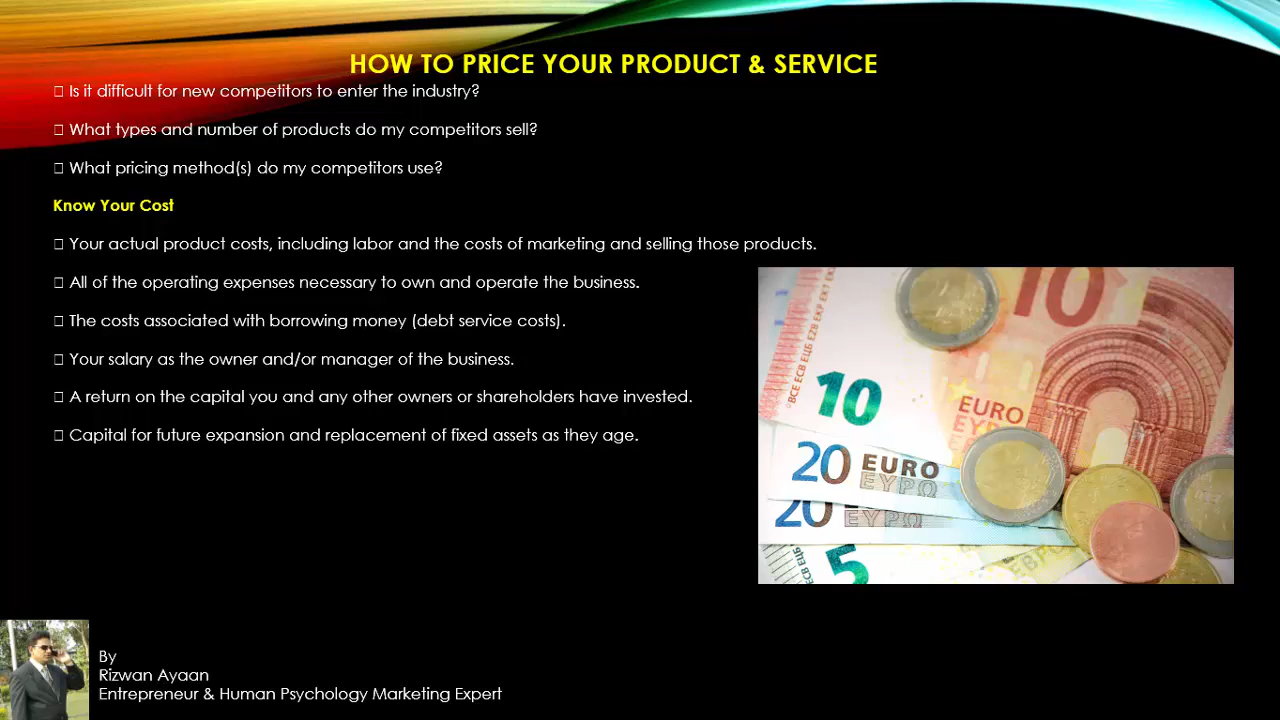 HOW TO PRICE YOUR PRODUCT & SERVICE
□ Is it difficult for new competitors to enter the industry?
□ What types and number of products do my competitors sell?
□ What pricing method(s) do my competitors use?
Know Your Cost
□ Your actual product costs, including labor and the costs of marketing and selling those products.
□ All of the operating expenses necessary to own and operate the business.
□ The costs associated with borrowing money (debt service costs).
□ Your salary as the owner and/or manager of the business.
□ A return on the capital you and any other owners or shareholders have invested.
□ Capital for future expansion and replacement of fixed assets as they age.
10
10
EURO
20 EURO
ΕΥΡΩ
20
ΕΥΡΩ
5
By
Rizwan Ayaan
Entrepreneur & Human Psychology Marketing Expert